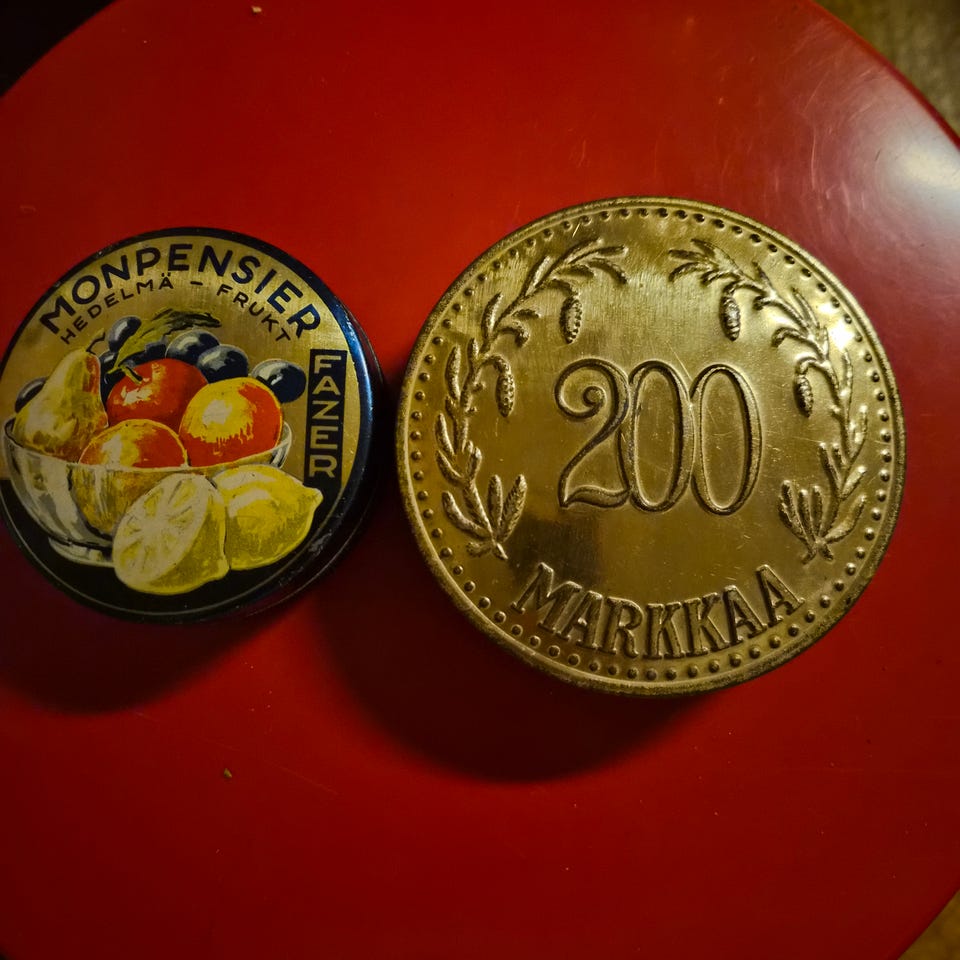 MONPENSIER
HEDELMÄ – FRUKT
FAZER
200
MARKKAA